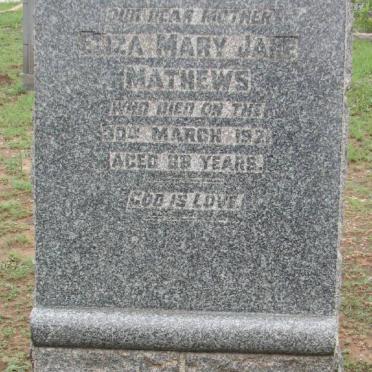 OUR DEAR MOTHER
ELIZA MARY JANE
MATHEWS
WHO DIED ON THE
30TH MARCH
AGED YEARS.
GOD IS LOVE.